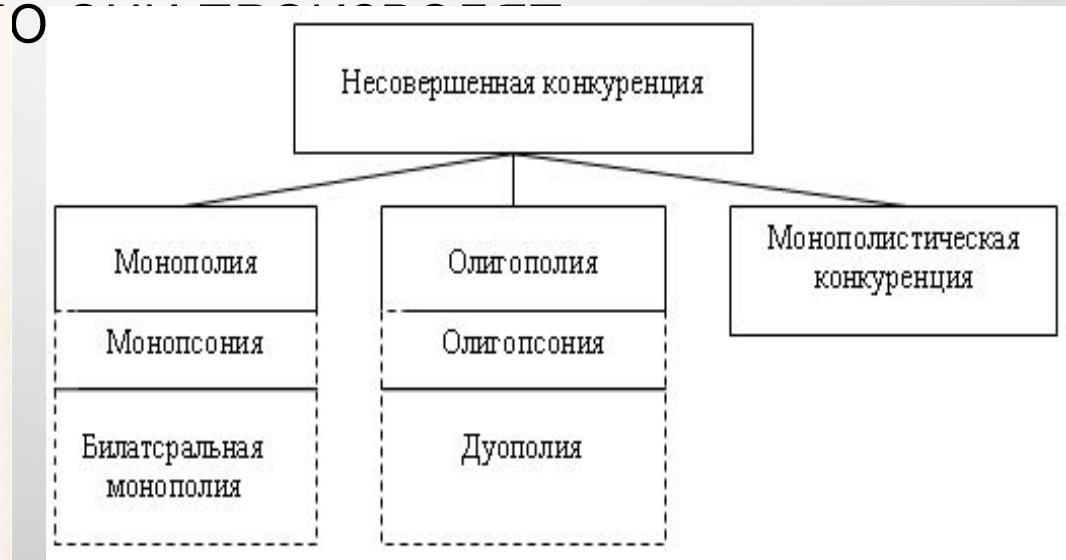 Несовершенная конкуренция
Монополия
Монопсония
Билатсральная
монополия
Олигополия
Олигопсония
Дуополия
Монополистическая
конкуренция